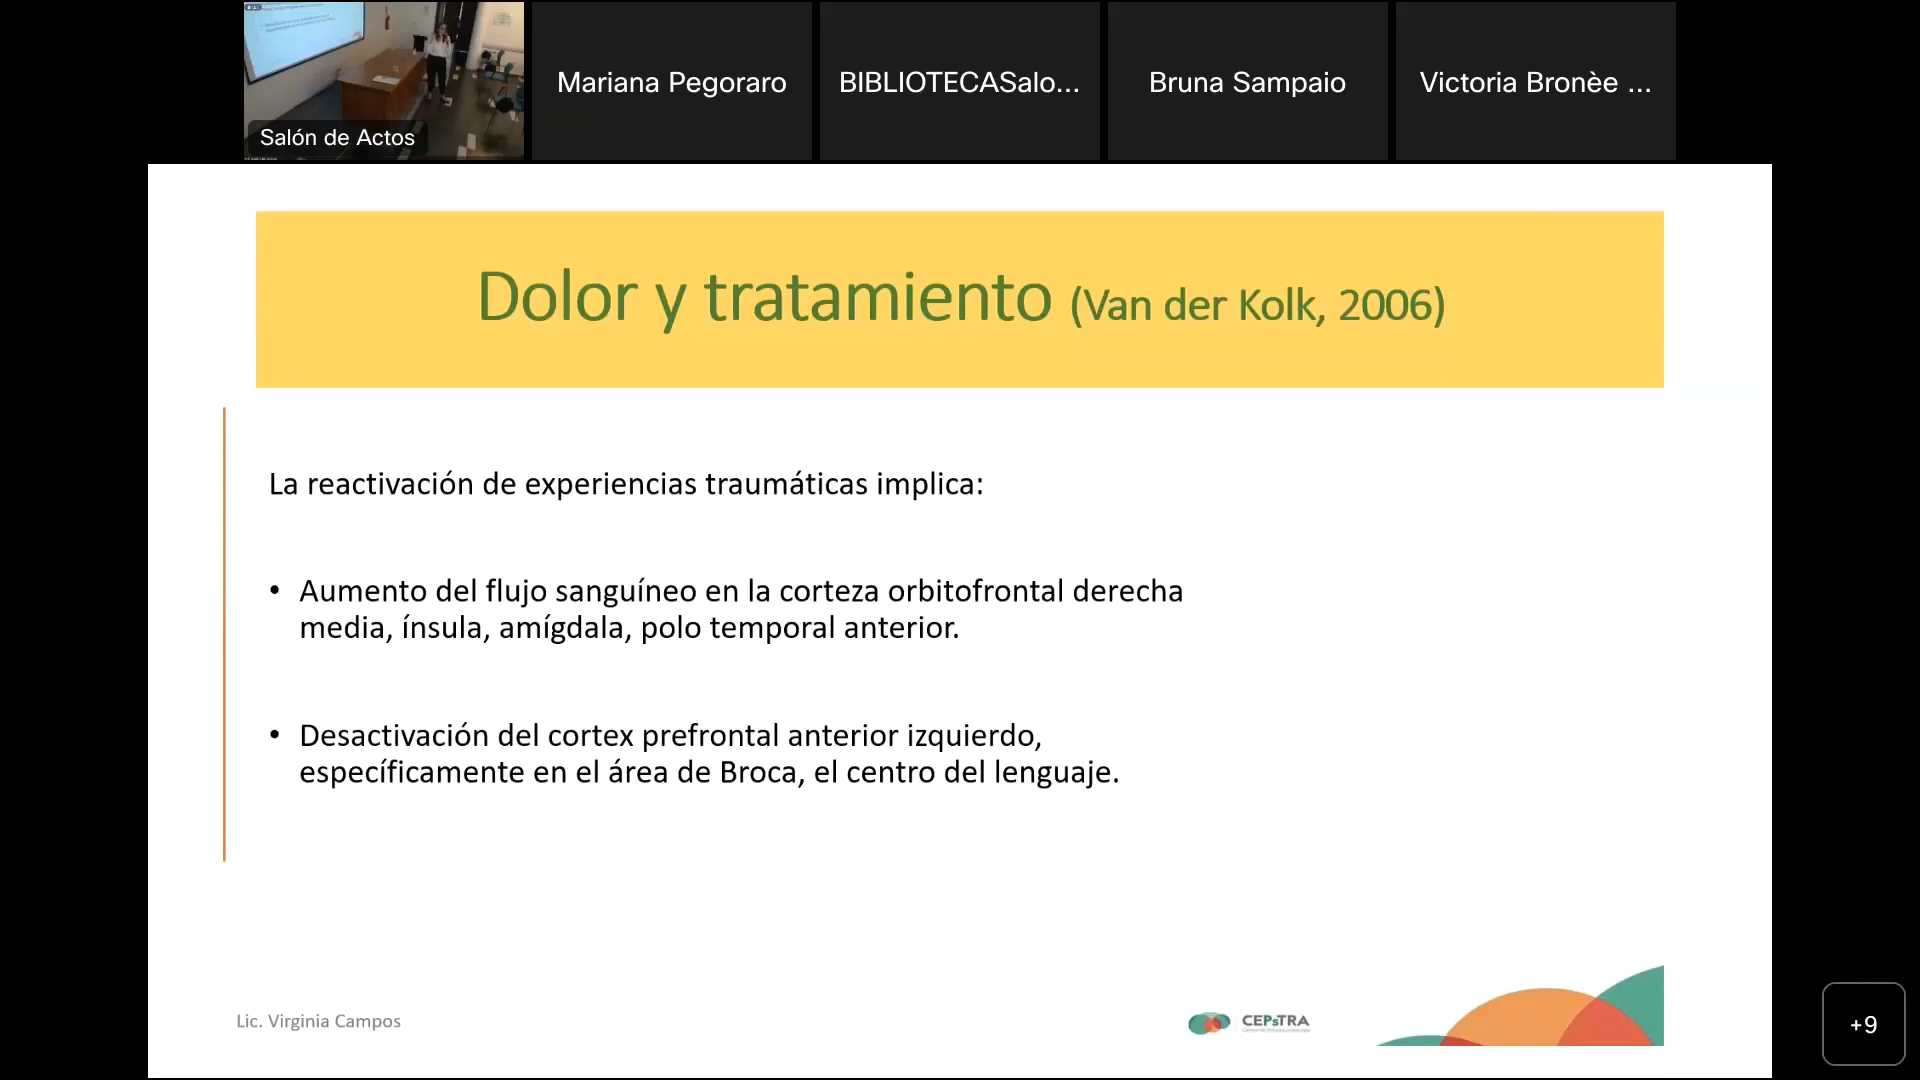 Salón de Actos
Mariana Pegoraro
BIBLIOTECASalo...
Bruna Sampaio
Victoria Bronèe ...
Dolor y tratamiento (Van der Kolk, 2006)
La reactivación de experiencias traumáticas implica:
• Aumento del flujo sanguíneo en la corteza orbitofrontal derecha
media, ínsula, amígdala, polo temporal anterior.
• Desactivación del cortex prefrontal anterior izquierdo,
específicamente en el área de Broca, el centro del lenguaje.
Lic. Virginia Campos
CEPsTRA
+9